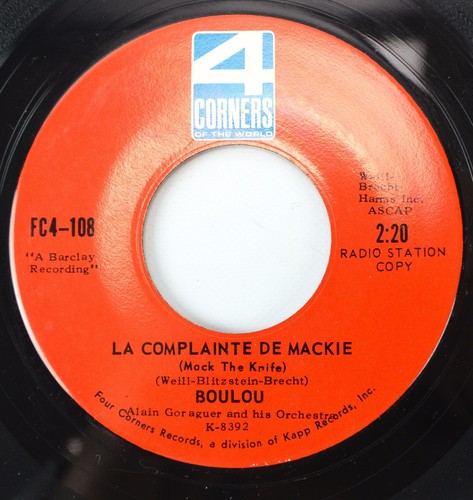 4
CORNERS
OF THE WORLD
Weill-
Brecht
Harms Inc.
ASCAP
FC4-108
2:20
"A Barclay
Recording"
RADIO STATION
COPY
LA COMPLAINTE DE MACKIE
(Mack The Knife)
(Weill-Blitzstein-Brecht)
BOULOU
Alain Goraguer and his Orchestra
K-8392
Four Corners Records, a division of Kapp Records, Inc.